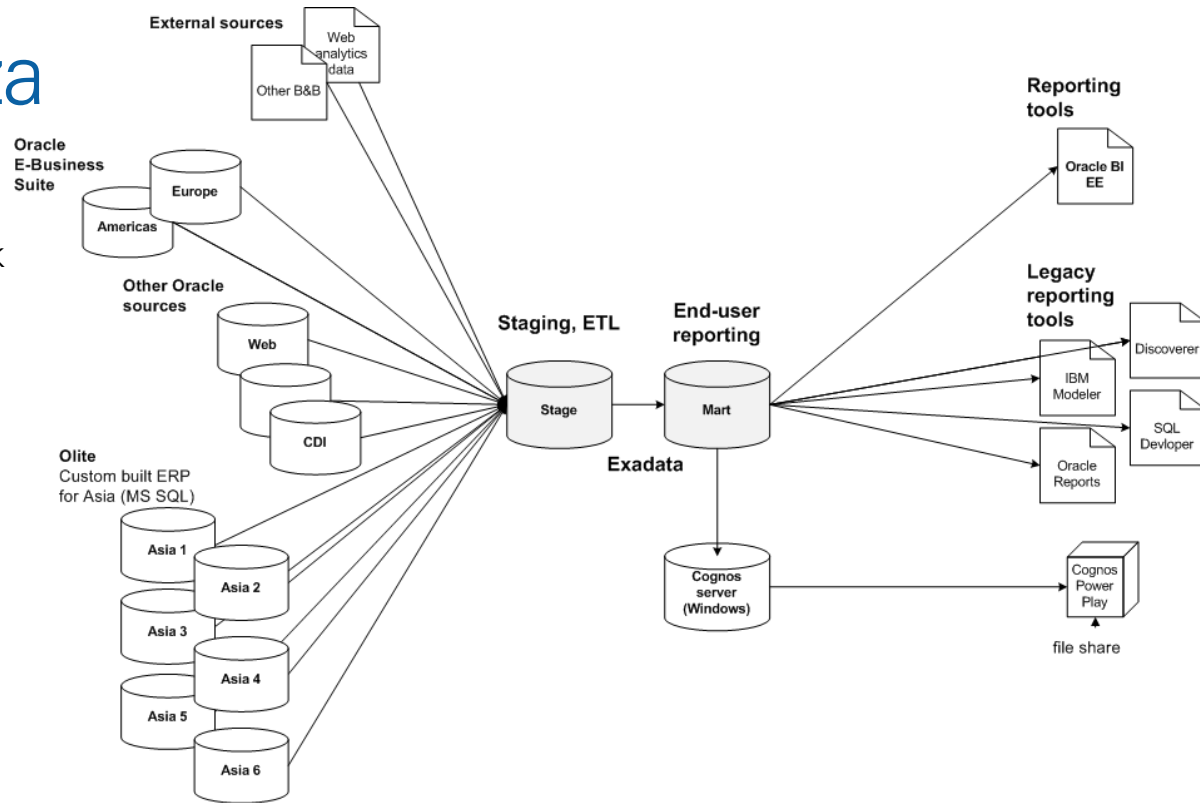 External sources
Web
analytics
data
Other B&B
za
Oracle
E-Business
Suite
Europe
Americas
k
Other Oracle
sources
Web
CDI
Olite
Custom built ERP
for Asia (MS SQL)
Asia 1
Asia 2
Asia 3
Asia 4
Asia 5
Asia 6
Staging, ETL
Stage
End-user
reporting
Mart
Exadata
Cognos
server
(Windows)
Reporting
tools
Oracle BI
EE
Legacy
reporting
tools
Discoverer
IBM
Modeler
SQL
Devloper
Oracle
Reports
Cognos
Power
Play
file share